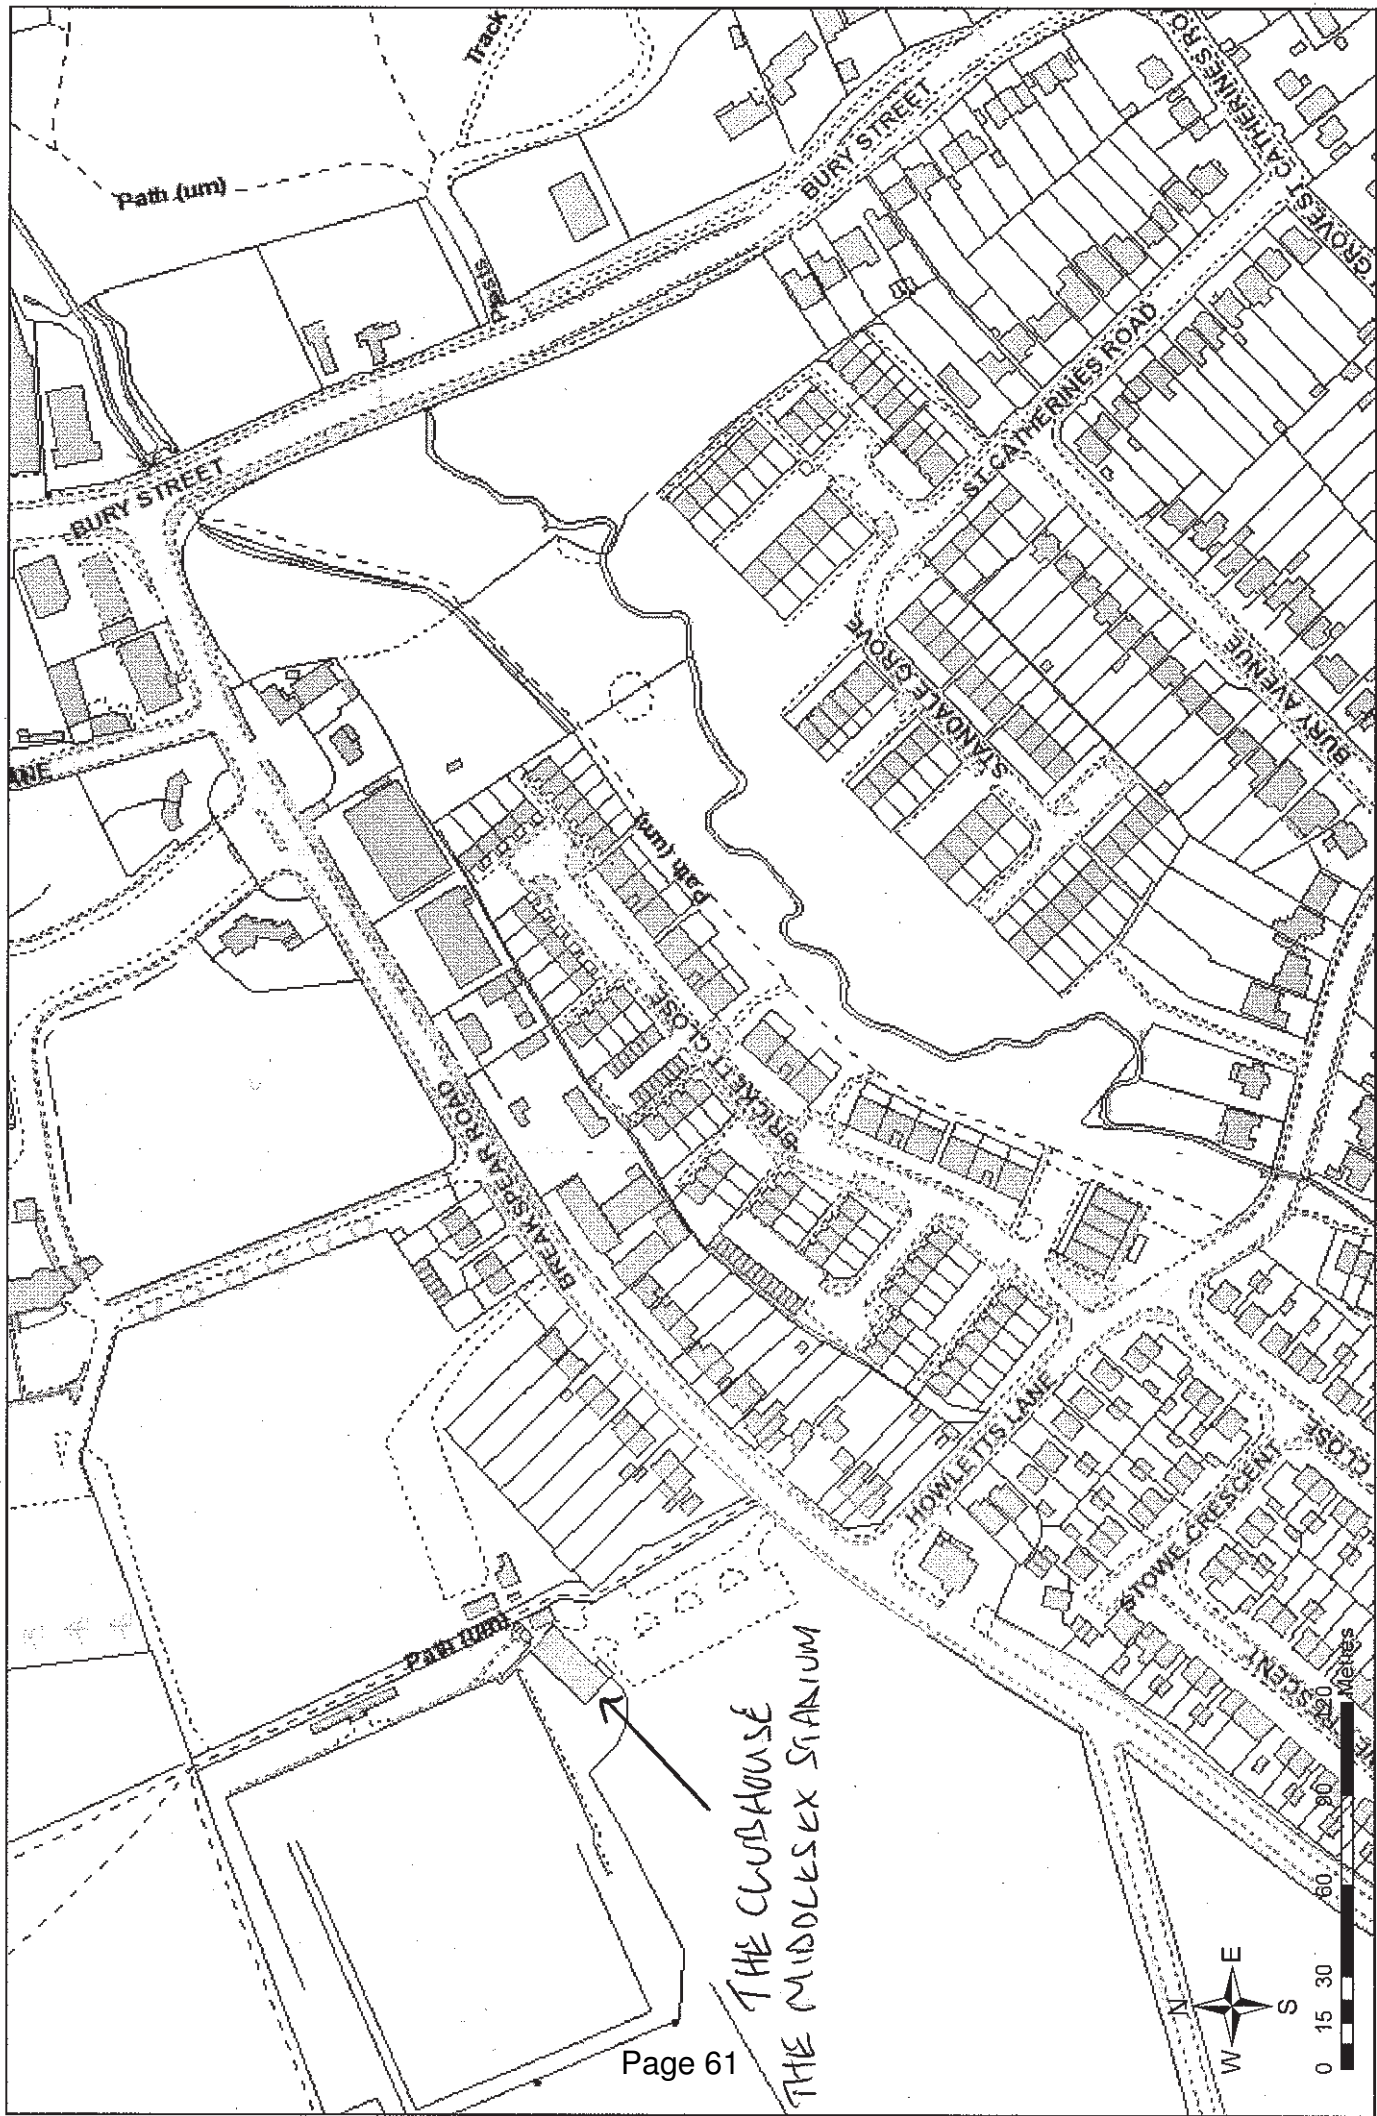 Track
Path (um)
BURY STREET
Posts
BURY STREET
ANE
ST CATHERINES ROAD
ST CATHERINES RO
GROVE
STANDALE GROVE
BURY AVENUE
Path (um)
BRICKETT CLOSE
BREAKSPEAR ROAD
HOWLETTS LANE
STOWE CRESCENT
CLOSE
Path (um)
THE CLUBHOUSE
THE MIDDLESEX STADIUM
N
W
E
S
0 15 30 60 90 120
Metres
Page 61